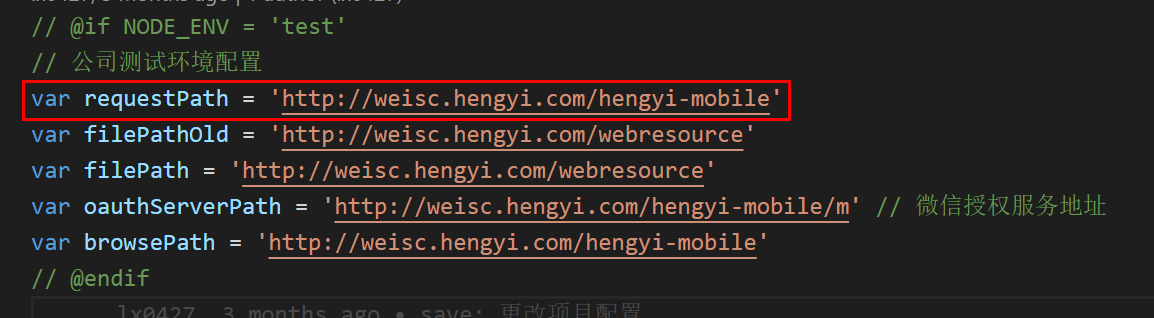 // @if NODE_ENV = 'test'
// 公司测试环境配置
var requestPath = 'http://weisc.hengyi.com/hengyi-mobile'
var filePathOld = 'http://weisc.hengyi.com/webresource'
var filePath = 'http://weisc.hengyi.com/webresource'
var oauthServerPath = 'http://weisc.hengyi.com/hengyi-mobile/m' // 微信授权服务地址
var browsePath = 'http://weisc.hengyi.com/hengyi-mobile'
// @endif
lx0427, 3 months ago • save: 更改项目配置